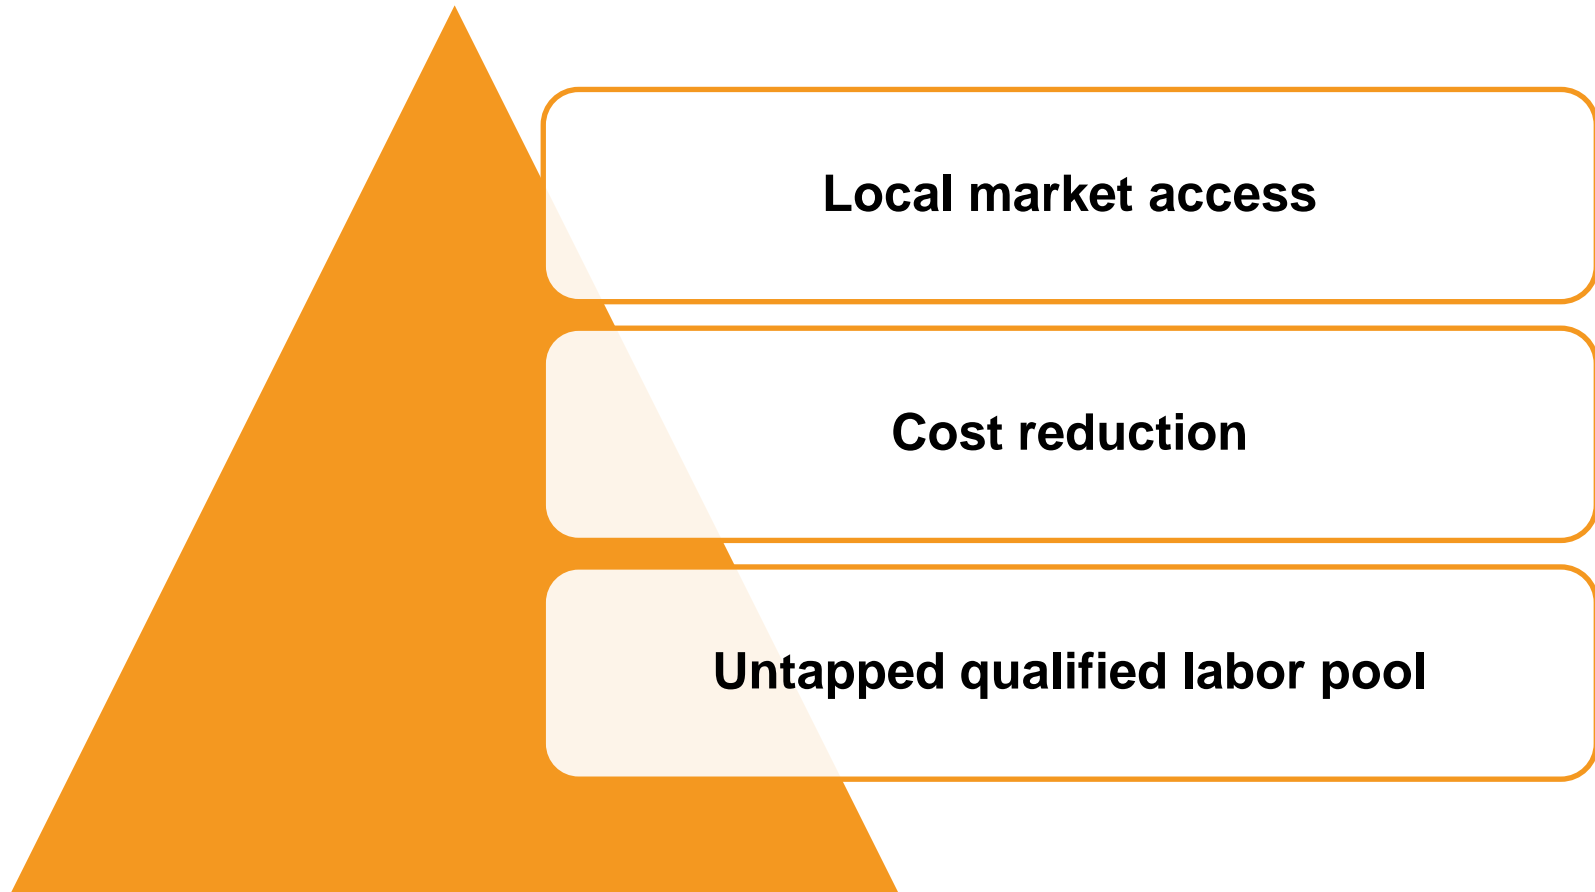 Local market access
Cost reduction
Untapped qualified labor pool